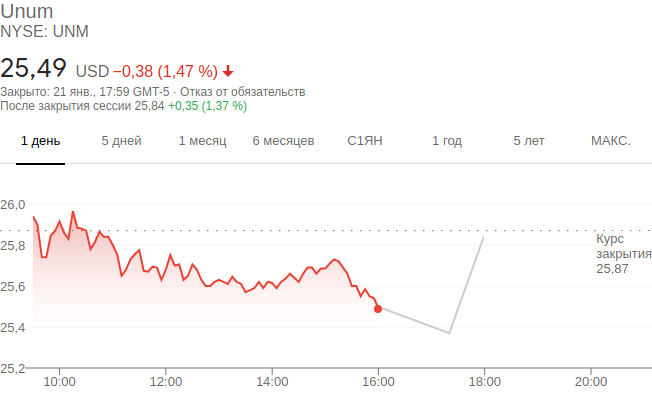 Unum
NYSE: UNM
25,49 USD −0,38 (1,47 %)
Закрыто: 21 янв., 17:59 GMT-5 · Отказ от обязательств
После закрытия сессии 25,84 +0,35 (1,37 %)
1 день 5 дней 1 месяц 6 месяцев С1ЯН 1 год 5 лет МАКС.
26,0
25,8
25,6
25,4
25,2
Курс
закрытия
25,87
10:00 12:00 14:00 16:00 18:00 20:00